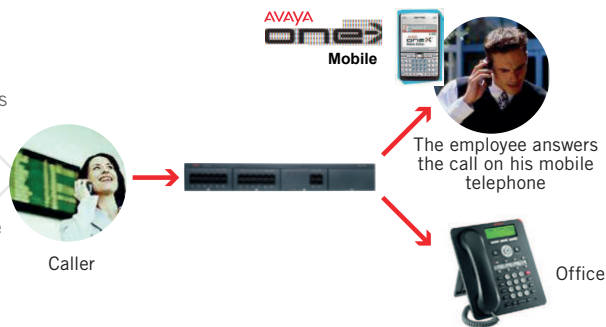 AVAYA
one
Mobile
s
The employee answers
the call on his mobile
telephone
e
Caller
Office